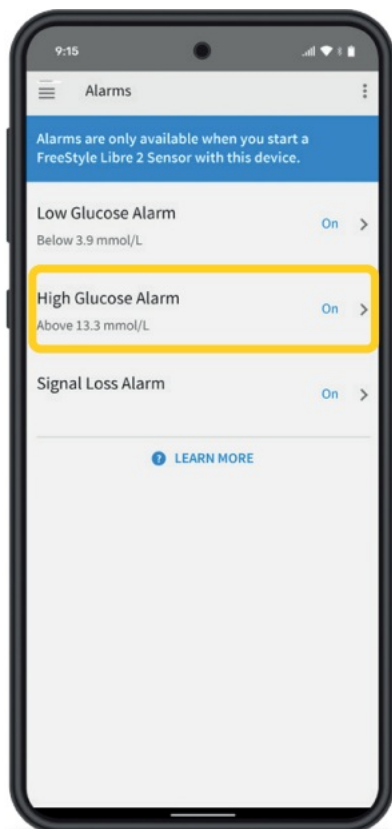 9:15
Alarms
Alarms are only available when you start a
FreeStyle Libre 2 Sensor with this device.
Low Glucose Alarm
On
Below 3.9 mmol/L
High Glucose Alarm
On
Above 13.3 mmol/L
Signal Loss Alarm
On
? LEARN MORE